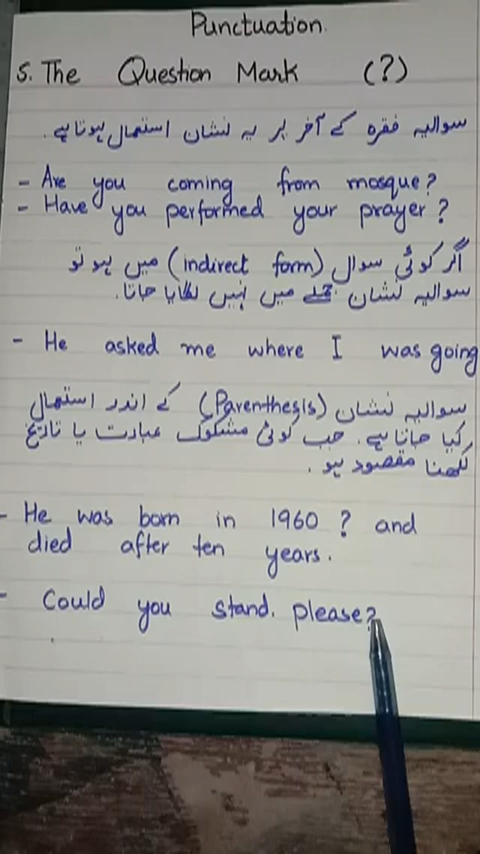 Punctuation.
5. The Question Mark (?)
سوالیہ فقرہ کے آخر پر یہ نشان استعمال ہوتا ہے.
- Are you coming from mosque?
- Have you performed your prayer?
اگر کوئی سوال (indirect form) میں ہو تو
سوالیہ نشان جملے میں نہیں لگایا جاتا.
- He asked me where I was going
سوالیہ نشان (Parenthesis) کے اندر استعمال
کیا جاتا ہے. جب کوئی مشکوک عبارت یا تاریخ
لکھنا مقصود ہو.
- He was born in 1960 ? and
died after ten years.
- Could you stand. please?